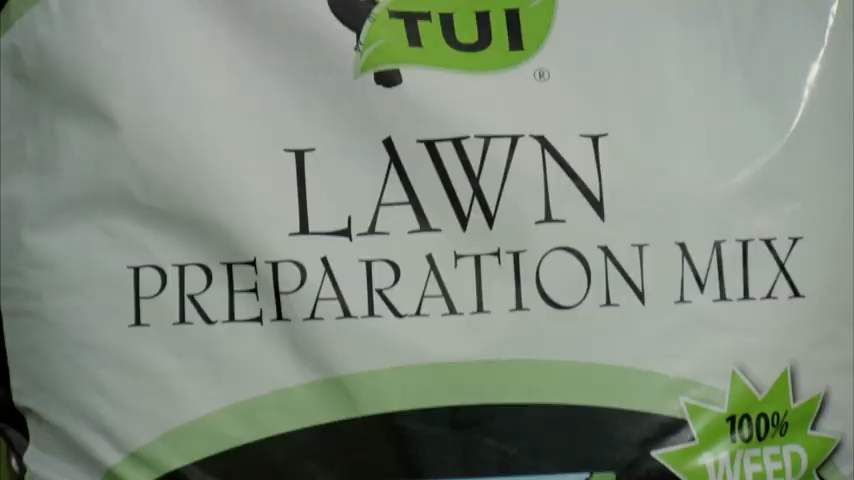 TUI
®
LAWN
PREPARATION MIX
100%
WEED